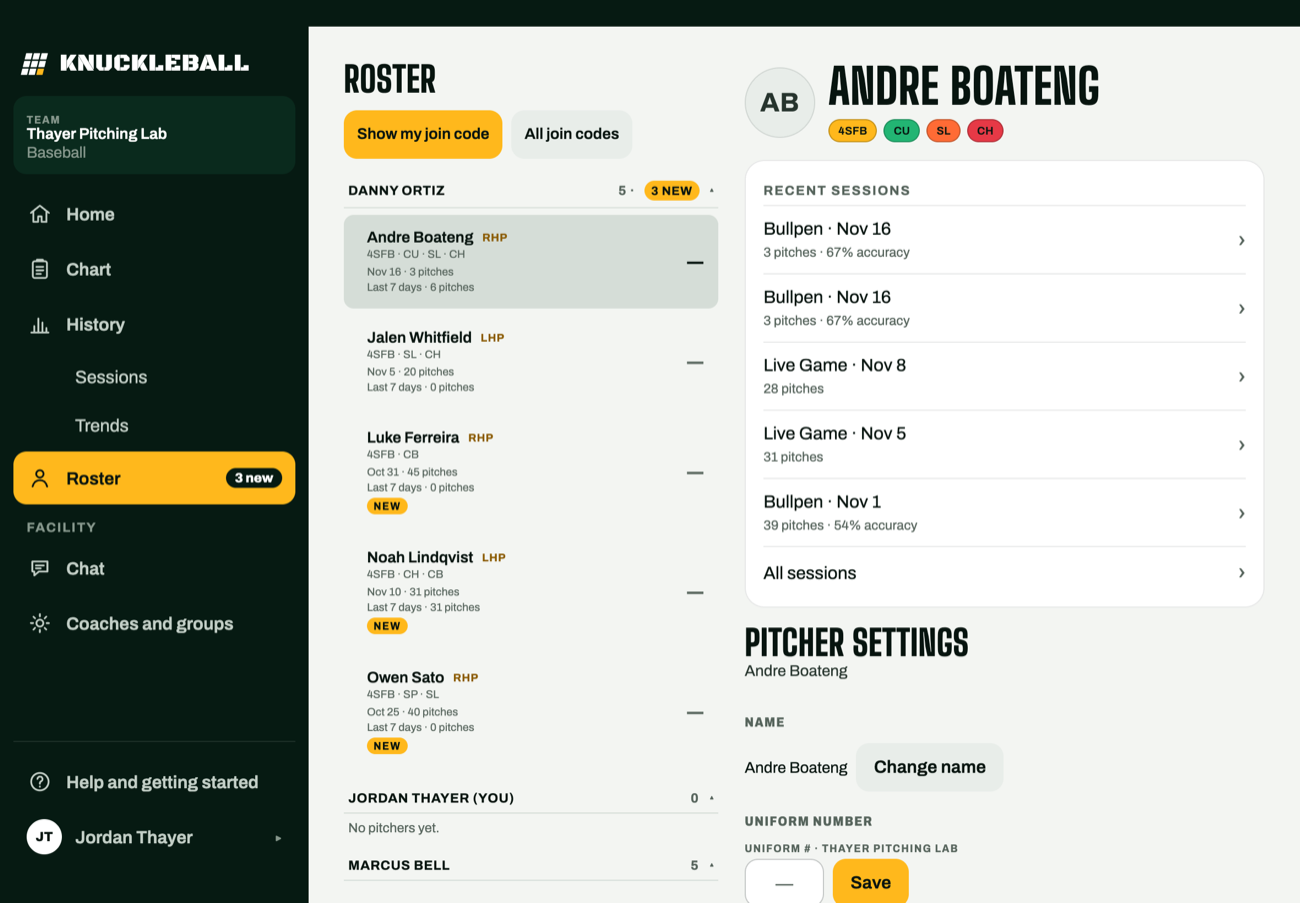 KNUCKLEBALL
TEAM
Thayer Pitching Lab
Baseball
Home
Chart
History
Sessions
Trends
Roster 3 new
FACILITY
Chat
Coaches and groups
Help and getting started
JT Jordan Thayer
ROSTER
Show my join code All join codes
DANNY ORTIZ 5 · 3 NEW
Andre Boateng RHP
4SFB · CU · SL · CH
Nov 16 · 3 pitches
Last 7 days · 6 pitches
—
Jalen Whitfield LHP
4SFB · SL · CH
Nov 5 · 20 pitches
Last 7 days · 0 pitches
—
Luke Ferreira RHP
4SFB · CB
Oct 31 · 45 pitches
Last 7 days · 0 pitches
NEW
—
Noah Lindqvist LHP
4SFB · CH · CB
Nov 10 · 31 pitches
Last 7 days · 31 pitches
NEW
—
Owen Sato RHP
4SFB · SP · SL
Oct 25 · 40 pitches
Last 7 days · 0 pitches
NEW
—
JORDAN THAYER (YOU) 0
No pitchers yet.
MARCUS BELL 5
AB ANDRE BOATENG
4SFB CU SL CH
RECENT SESSIONS
Bullpen · Nov 16
3 pitches · 67% accuracy
Bullpen · Nov 16
3 pitches · 67% accuracy
Live Game · Nov 8
28 pitches
Live Game · Nov 5
31 pitches
Bullpen · Nov 1
39 pitches · 54% accuracy
All sessions
PITCHER SETTINGS
Andre Boateng
NAME
Andre Boateng Change name
UNIFORM NUMBER
UNIFORM # · THAYER PITCHING LAB
— Save